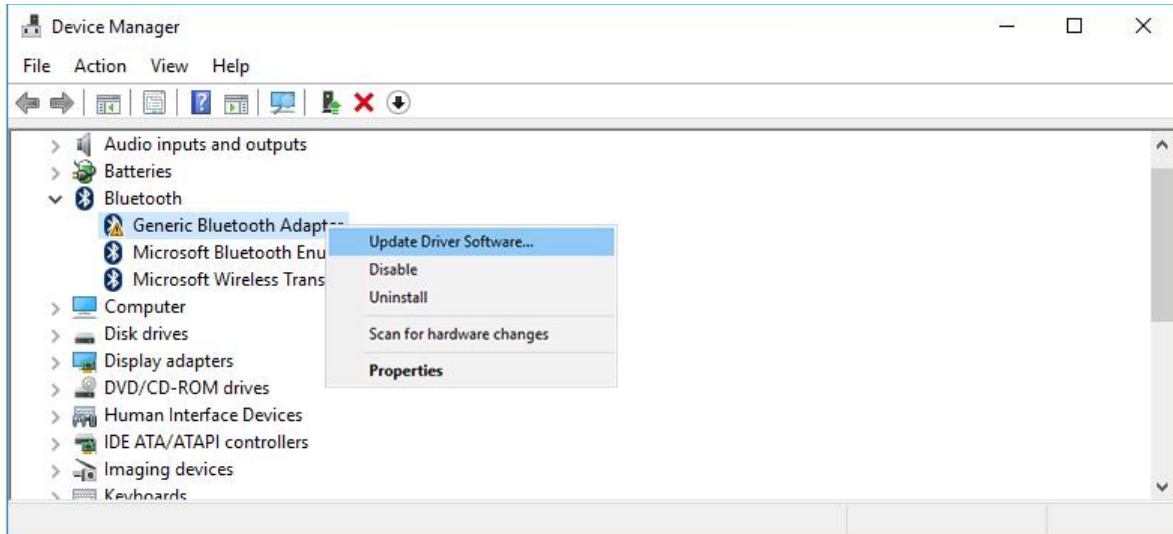 Device Manager
File Action View Help
Audio inputs and outputs
Batteries
Bluetooth
Generic Bluetooth Adapter
Update Driver Software...
Microsoft Bluetooth Enu
Disable
Microsoft Wireless Trans
Uninstall
Computer
Disk drives
Scan for hardware changes
Display adapters
Properties
DVD/CD-ROM drives
Human Interface Devices
IDE ATA/ATAPI controllers
Imaging devices
Keyboards